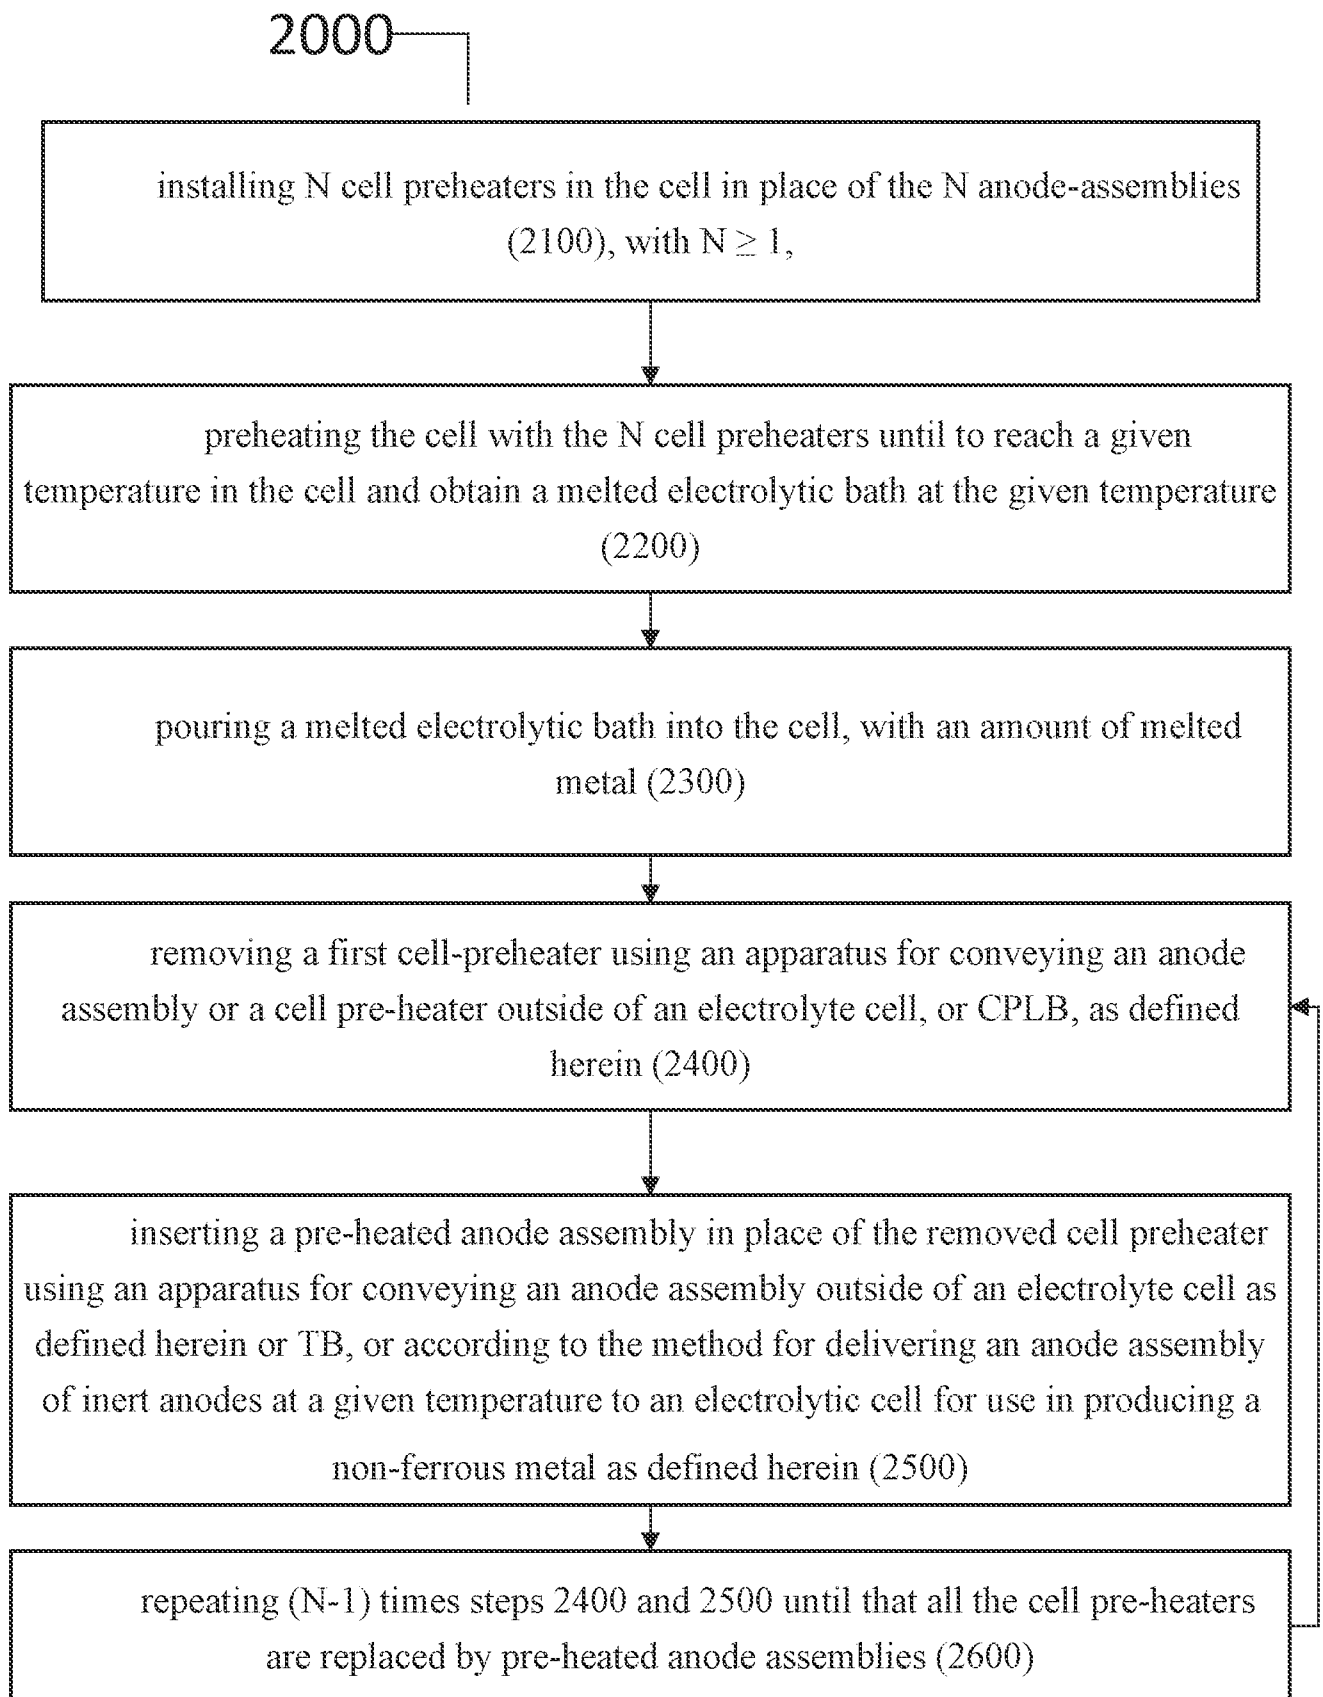 2000
installing N cell preheaters in the cell in place of the N anode-assemblies
(2100), with N ≥ 1,
preheating the cell with the N cell preheaters until to reach a given
temperature in the cell and obtain a melted electrolytic bath at the given temperature
(2200)
pouring a melted electrolytic bath into the cell, with an amount of melted
metal (2300)
removing a first cell-preheater using an apparatus for conveying an anode
assembly or a cell pre-heater outside of an electrolyte cell, or CPLB, as defined
herein (2400)
inserting a pre-heated anode assembly in place of the removed cell preheater
using an apparatus for conveying an anode assembly outside of an electrolyte cell as
defined herein or TB, or according to the method for delivering an anode assembly
of inert anodes at a given temperature to an electrolytic cell for use in producing a
non-ferrous metal as defined herein (2500)
repeating (N-1) times steps 2400 and 2500 until that all the cell pre-heaters
are replaced by pre-heated anode assemblies (2600)